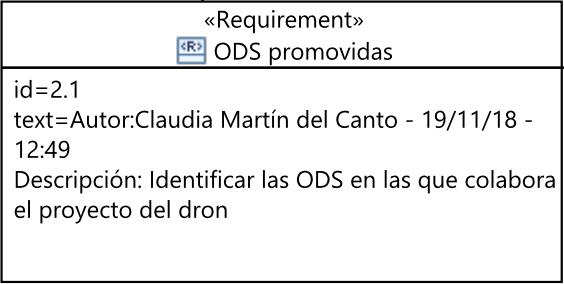 «Requirement»
<R> ODS promovidas
id=2.1
text=Autor:Claudia Martín del Canto - 19/11/18 -
12:49
Descripción: Identificar las ODS en las que colabora
el proyecto del dron